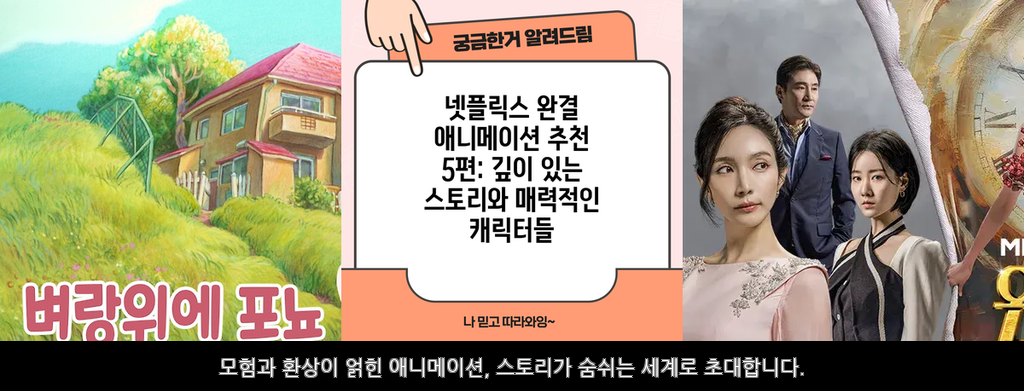 벼랑위에 포뇨
궁금한거 알려드림
넷플릭스 완결
애니메이션 추천
5편: 깊이 있는
스토리와 매력적인
캐릭터들
나 믿고 따라와잉~
모험과 환상이 얽힌 애니메이션, 스토리가 숨쉬는 세계로 초대합니다.